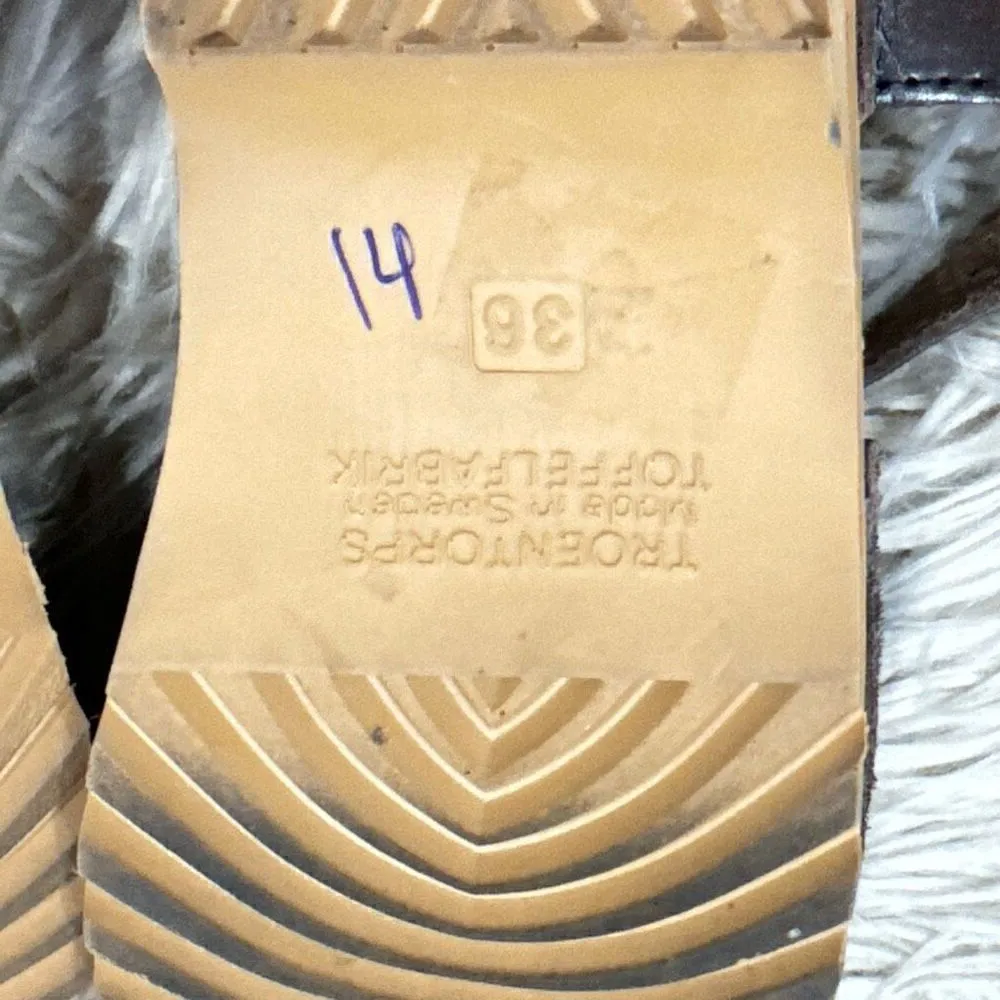 14
TROENTORPS
Made in Sweden
TOFFELFABRIK
36